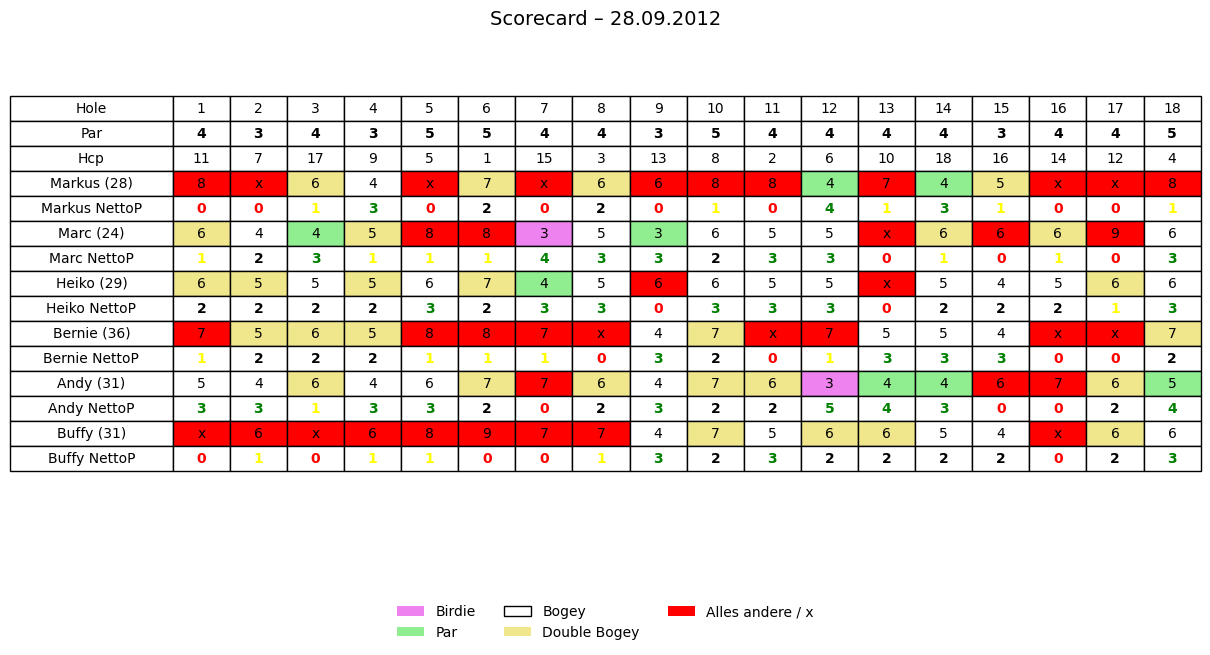 Scorecard – 28.09.2012
Hole 1 2 3 4 5 6 7 8 9 10 11 12 13 14 15 16 17 18
Par 4 3 4 3 5 5 4 4 3 5 4 4 4 4 3 4 4 5
Hcp 11 7 17 9 5 1 15 3 13 8 2 6 10 18 16 14 12 4
Markus (28) 8 x 6 4 x 7 x 6 6 8 8 4 7 4 5 x x 8
Markus NettoP 0 0 1 3 0 2 0 2 0 1 0 4 1 3 1 0 0 1
Marc (24) 6 4 4 5 8 8 3 5 3 6 5 5 x 6 6 6 9 6
Marc NettoP 1 2 3 1 1 1 4 3 3 2 3 3 0 1 0 1 0 3
Heiko (29) 6 5 5 5 6 7 4 5 6 6 5 5 x 5 4 5 6 6
Heiko NettoP 2 2 2 2 3 2 3 3 0 3 3 3 0 2 2 2 1 3
Bernie (36) 7 5 6 5 8 8 7 x 4 7 x 7 5 5 4 x x 7
Bernie NettoP 1 2 2 2 1 1 1 0 3 2 0 1 3 3 3 0 0 2
Andy (31) 5 4 6 4 6 7 7 6 4 7 6 3 4 4 6 7 6 5
Andy NettoP 3 3 1 3 3 2 0 2 3 2 2 5 4 3 0 0 2 4
Buffy (31) x 6 x 6 8 9 7 7 4 7 5 6 6 5 4 x 6 6
Buffy NettoP 0 1 0 1 1 0 0 1 3 2 3 2 2 2 2 0 2 3
Birdie Bogey Alles andere / x
Par Double Bogey